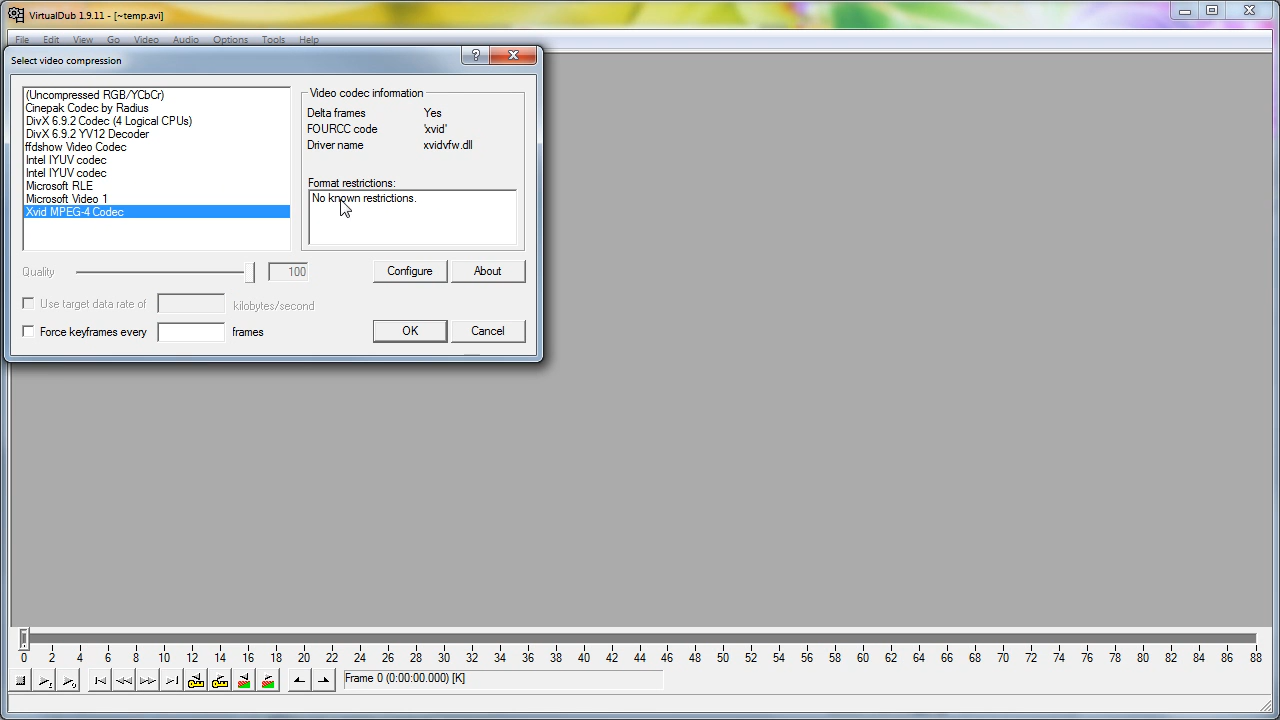 VirtualDub 1.9.11 - [~temp.avi]
File Edit View Go Video Audio Options Tools Help
Select video compression
(Uncompressed RGB/YCbCr)
Cinepak Codec by Radius
DivX 6.9.2 Codec (4 Logical CPUs)
DivX 6.9.2 YV12 Decoder
ffdshow Video Codec
Intel IYUV codec
Intel IYUV codec
Microsoft RLE
Microsoft Video 1
Xvid MPEG-4 Codec
Video codec information
Delta frames Yes
FOURCC code 'xvid'
Driver name xvidvfw.dll
Format restrictions:
No known restrictions.
Quality 100
Configure About
Use target data rate of kilobytes/second
Force keyframes every frames
OK Cancel
0 2 4 6 8 10 12 14 16 18 20 22 24 26 28 30 32 34 36 38 40 42 44 46 48 50 52 54 56 58 60 62 64 66 68 70 72 74 76 78 80 82 84 86 88
Frame 0 (0:00:00.000) [K]